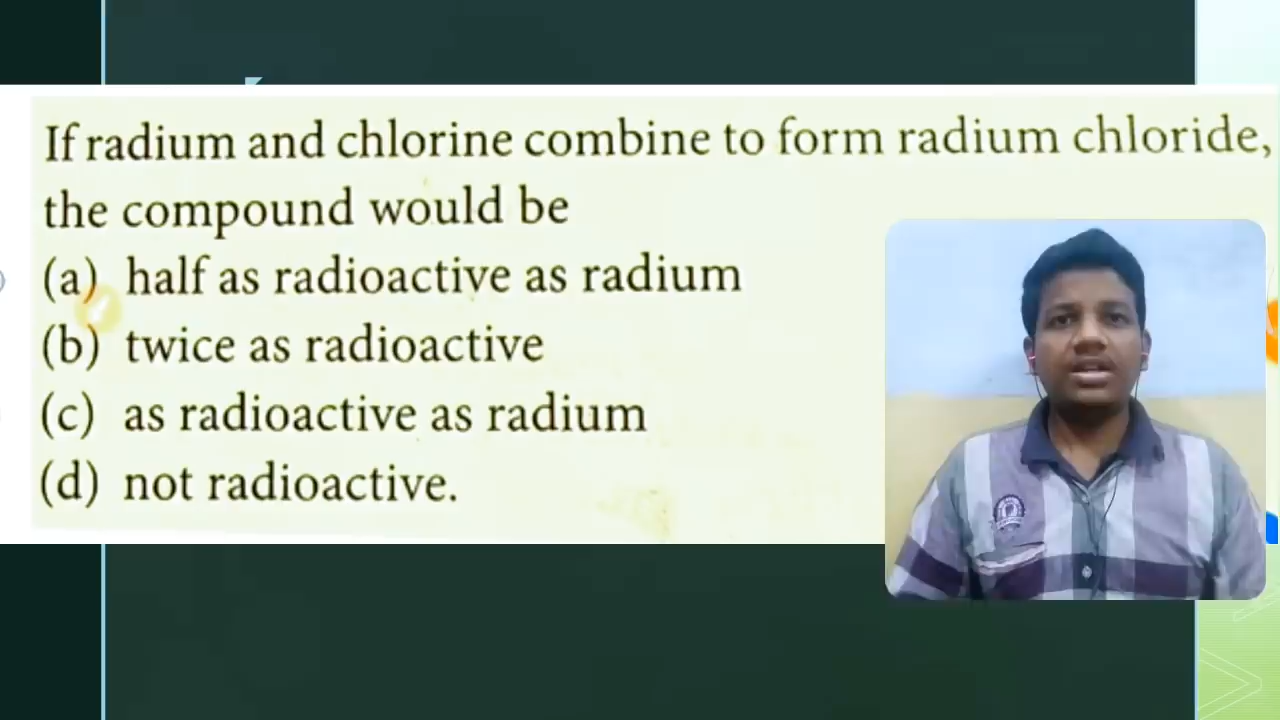 If radium and chlorine combine to form radium chloride,
the compound would be
(a) half as radioactive as radium
(b) twice as radioactive
(c) as radioactive as radium
(d) not radioactive.